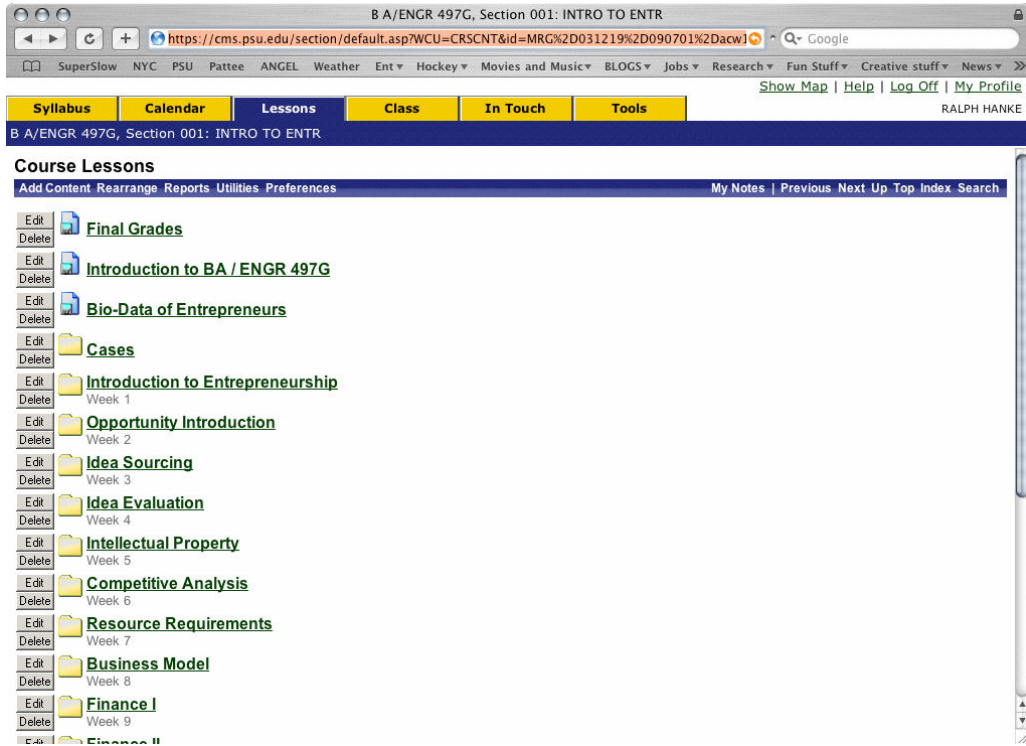 B A/ENGR 497G, Section 001: INTRO TO ENTR
https://cms.psu.edu/section/default.asp?WCU=CRSCNT&id=MRG%2D031219%2D090701%2Dacw1 Google
SuperSlow NYC PSU Pattee ANGEL Weather Ent Hockey Movies and Music BLOGS Jobs Research Fun Stuff Creative stuff News
Show Map | Help | Log Off | My Profile
Syllabus Calendar Lessons Class In Touch Tools RALPH HANKE
B A/ENGR 497G, Section 001: INTRO TO ENTR
Course Lessons
Add Content Rearrange Reports Utilities Preferences My Notes | Previous Next Up Top Index Search
Edit
Delete
Final Grades
Edit
Delete
Introduction to BA / ENGR 497G
Edit
Delete
Bio-Data of Entrepreneurs
Edit
Delete
Cases
Edit
Introduction to Entrepreneurship
Delete
Week 1
Edit
Opportunity Introduction
Delete
Week 2
Edit
Idea Sourcing
Delete
Week 3
Edit
Idea Evaluation
Delete
Week 4
Edit
Intellectual Property
Delete
Week 5
Edit
Competitive Analysis
Delete
Week 6
Edit
Resource Requirements
Delete
Week 7
Edit
Business Model
Delete
Week 8
Edit
Finance I
Delete
Week 9
Edit
Finance II